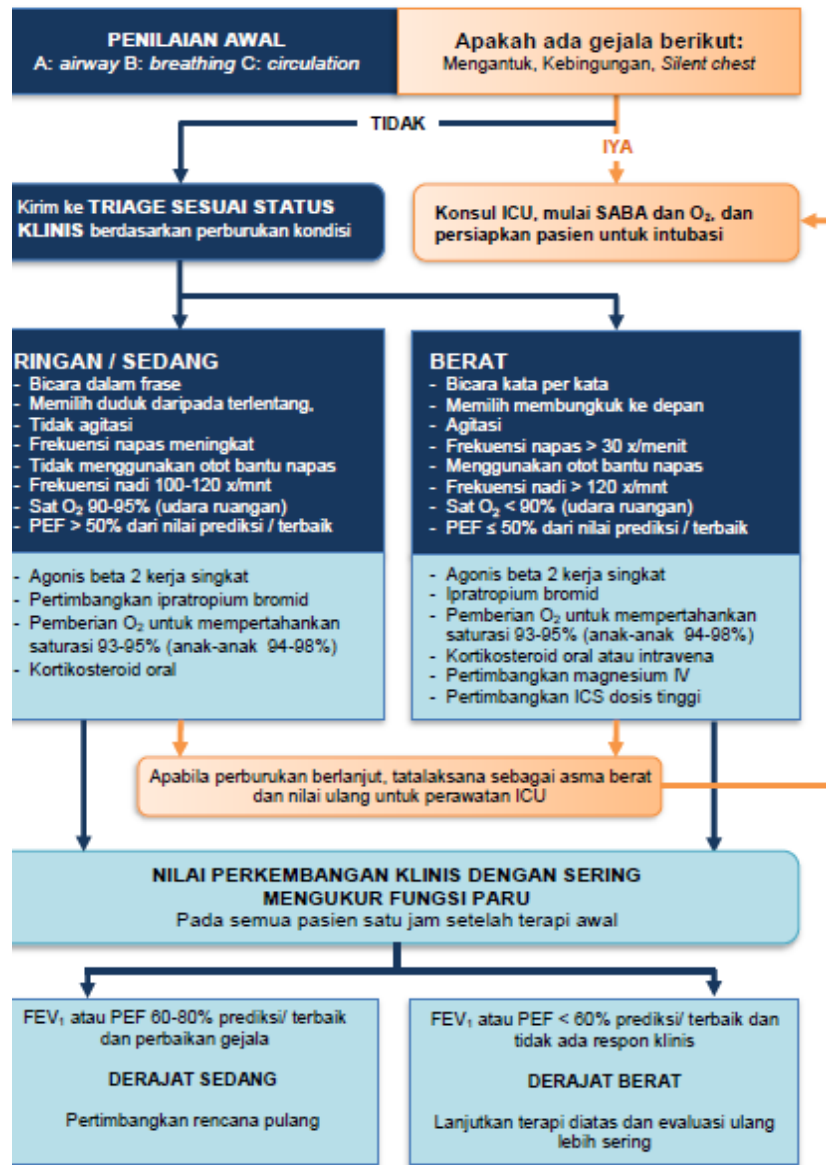 PENILAIAN AWAL
A: airway B: breathing C: circulation
Apakah ada gejala berikut:
Mengantuk, Kebingungan, Silent chest
TIDAK
IYA
Kirim ke TRIAGE SESUAI STATUS
KLINIS berdasarkan perburukan kondisi
Konsul ICU, mulai SABA dan O₂, dan
persiapkan pasien untuk intubasi
RINGAN / SEDANG
- Bicara dalam frase
- Memilih duduk daripada terlentang,
- Tidak agitasi
- Frekuensi napas meningkat
- Tidak menggunakan otot bantu napas
- Frekuensi nadi 100-120 x/mnt
- Sat O₂ 90-95% (udara ruangan)
- PEF > 50% dari nilai prediksi / terbaik
- Agonis beta 2 kerja singkat
- Pertimbangkan ipratropium bromid
- Pemberian O₂ untuk mempertahankan
saturasi 93-95% (anak-anak 94-98%)
- Kortikosteroid oral
BERAT
- Bicara kata per kata
- Memilih membungkuk ke depan
- Agitasi
- Frekuensi napas > 30 x/menit
- Menggunakan otot bantu napas
- Frekuensi nadi > 120 x/mnt
- Sat O₂ < 90% (udara ruangan)
- PEF ≤ 50% dari nilai prediksi / terbaik
- Agonis beta 2 kerja singkat
- Ipratropium bromid
- Pemberian O₂ untuk mempertahankan
saturasi 93-95% (anak-anak 94-98%)
- Kortikosteroid oral atau intravena
- Pertimbangkan magnesium IV
- Pertimbangkan ICS dosis tinggi
Apabila perburukan berlanjut, tatalaksana sebagai asma berat
dan nilai ulang untuk perawatan ICU
NILAI PERKEMBANGAN KLINIS DENGAN SERING
MENGUKUR FUNGSI PARU
Pada semua pasien satu jam setelah terapi awal
FEV₁ atau PEF 60-80% prediksi/ terbaik
dan perbaikan gejala
DERAJAT SEDANG
Pertimbangkan rencana pulang
FEV₁ atau PEF < 60% prediksi/ terbaik dan
tidak ada respon klinis
DERAJAT BERAT
Lanjutkan terapi diatas dan evaluasi ulang
lebih sering